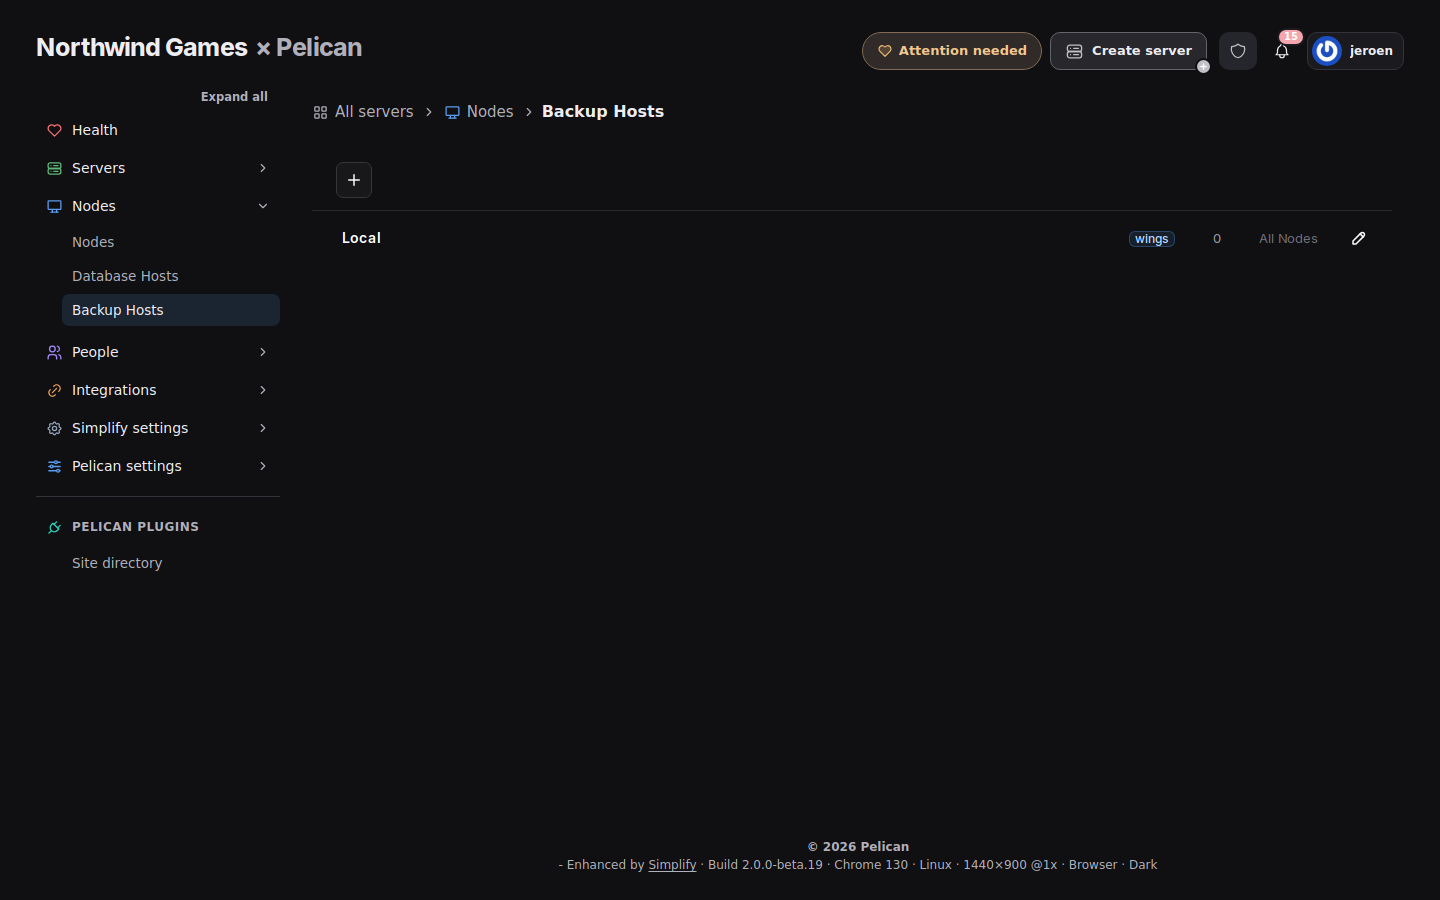 Northwind Games × Pelican
Attention needed
Create server
15
jeroen
Expand all
Health
Servers
Nodes
Nodes
Database Hosts
Backup Hosts
People
Integrations
Simplify settings
Pelican settings
PELICAN PLUGINS
Site directory
All servers
Nodes
Backup Hosts
Local
wings
0
All Nodes
© 2026 Pelican
- Enhanced by Simplify · Build 2.0.0-beta.19 · Chrome 130 · Linux · 1440×900 @1x · Browser · Dark